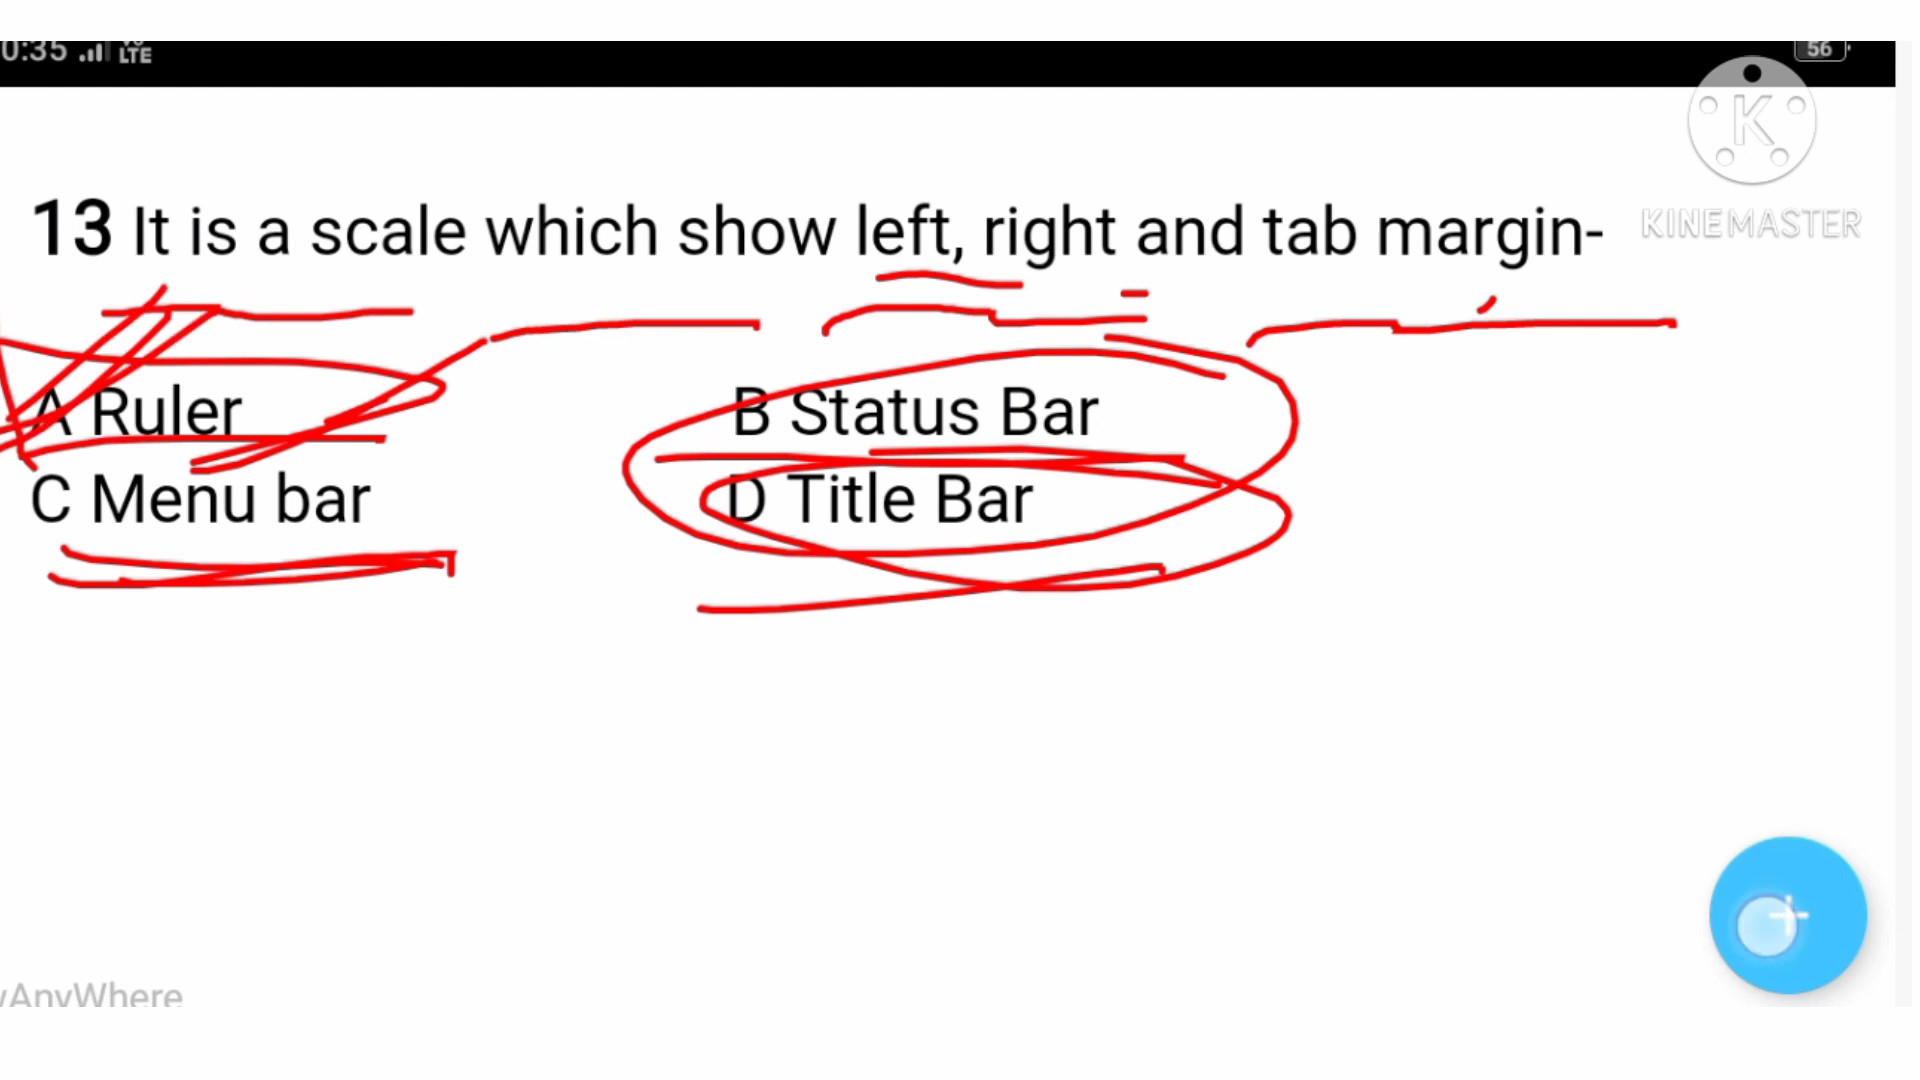 0:35 LTE 56
KINEMASTER
13 It is a scale which show left, right and tab margin-
A Ruler B Status Bar
C Menu bar D Title Bar
AnyWhere